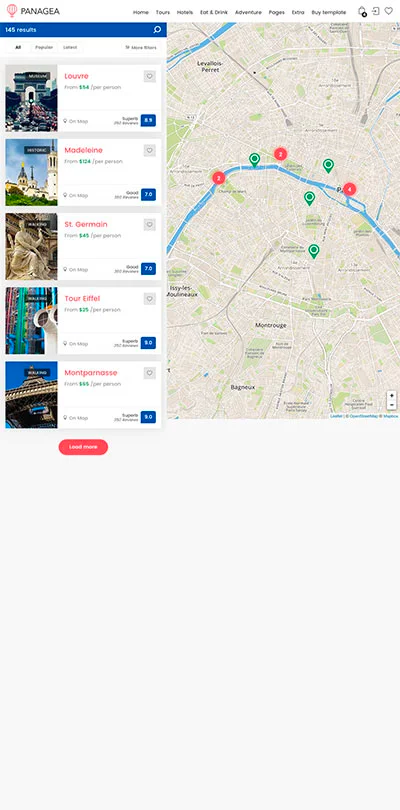 PANAGEA
Home Tours Hotels Eat & Drink Adventure Pages Extra Buy template
145 results
All Popular Latest More filters
MUSEUM
Louvre
From $54 /per person
On Map
Superb
350 Reviews
8.9
HISTORIC
Madeleine
From $124 /per person
On Map
Good
350 Reviews
7.0
WALKING
St. Germain
From $45 /per person
On Map
Good
350 Reviews
7.0
WALKING
Tour Eiffel
From $25 /per person
On Map
Superb
350 Reviews
9.0
WALKING
Montparnasse
From $65 /per person
On Map
Superb
350 Reviews
9.0
Load more
Levallois-
Perret
2
2
4
Issy-les-
Moulineaux
Montrouge
Bagneux
+
−
Leaflet | © OpenStreetMap © Mapbox